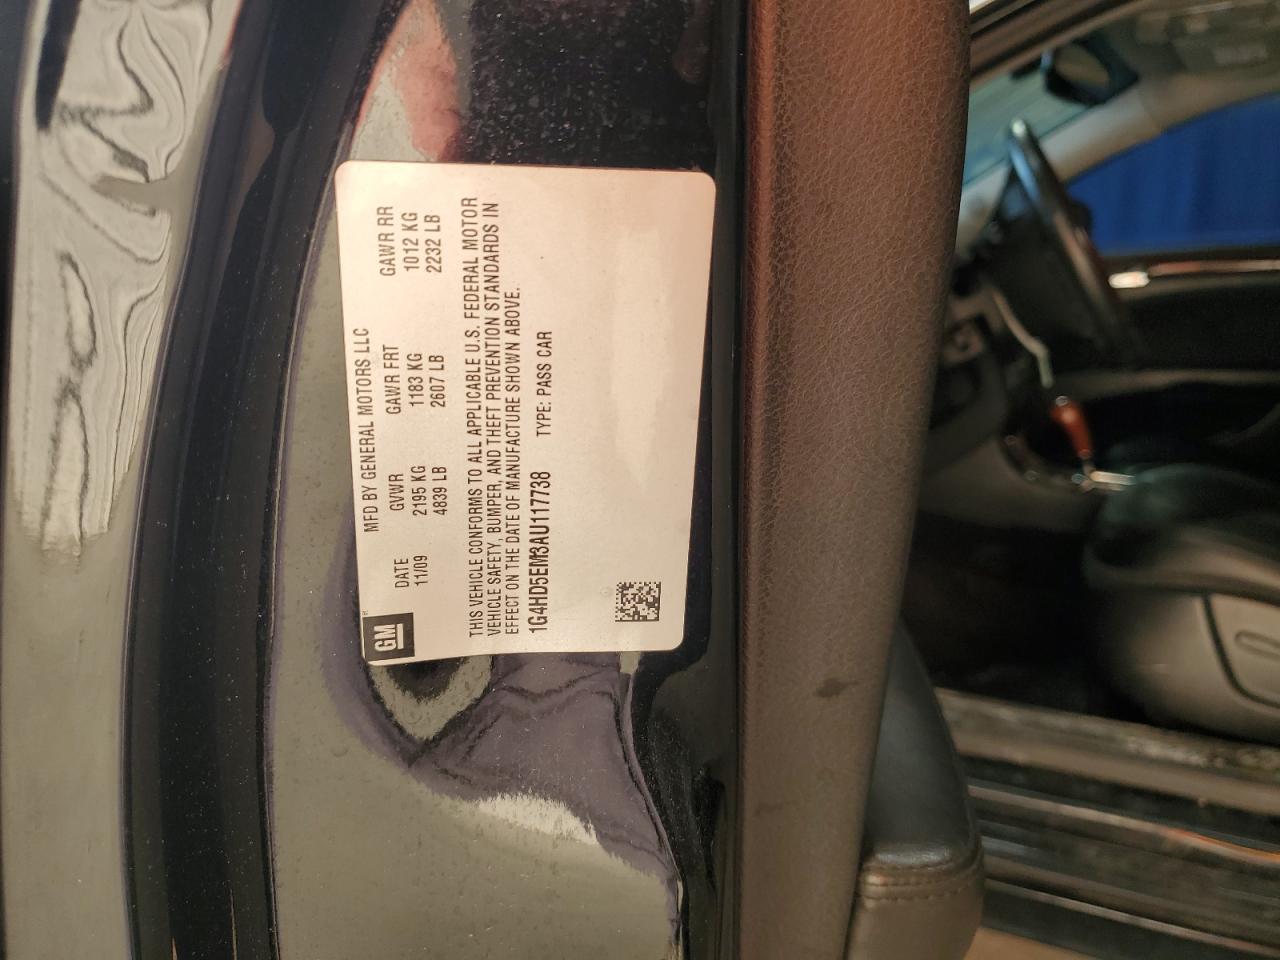 GM
MFD BY GENERAL MOTORS LLC
DATE GVWR GAWR FRT GAWR RR
11/09 2195 KG 1183 KG 1012 KG
4839 LB 2607 LB 2232 LB
THIS VEHICLE CONFORMS TO ALL APPLICABLE U.S. FEDERAL MOTOR
VEHICLE SAFETY, BUMPER, AND THEFT PREVENTION STANDARDS IN
EFFECT ON THE DATE OF MANUFACTURE SHOWN ABOVE.
1G4HD5EM3AU117738 TYPE: PASS CAR